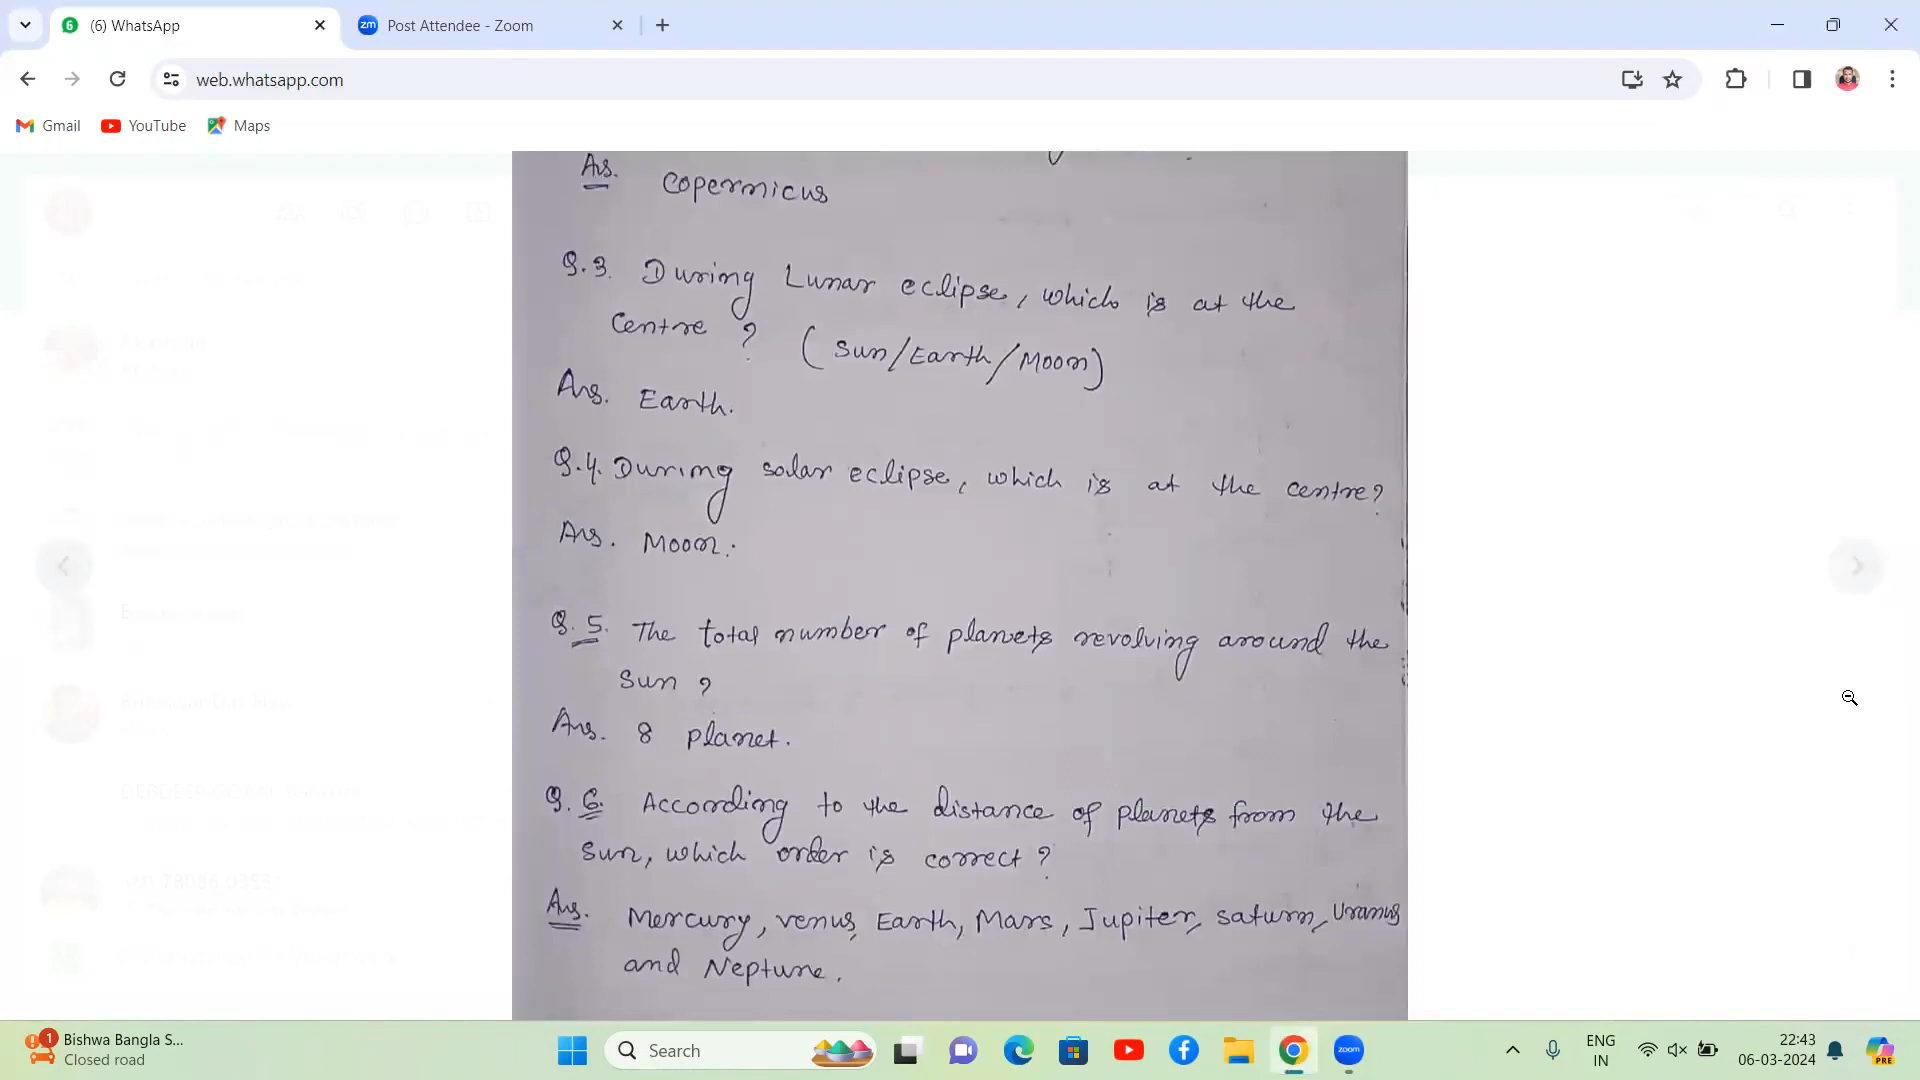 (6) WhatsApp
Post Attendee - Zoom
web.whatsapp.com
Gmail
YouTube
Maps
Ans. Copernicus
Q.3. During Lunar eclipse, which is at the
Centre ? (Sun/Earth/Moon)
Ans. Earth.
Q.4. During solar eclipse, which is at the centre?
Ans. Moon.
Q.5. The total number of planets revolving around the
Sun ?
Ans. 8 planet.
Q.6. According to the distance of planets from the
Sun, which order is correct ?
Ans. Mercury, venus, Earth, Mars, Jupiter, saturn, Uranus
and Neptune.
1
Bishwa Bangla S...
Closed road
Search
zoom
ENG
IN
22:43
06-03-2024
PRE